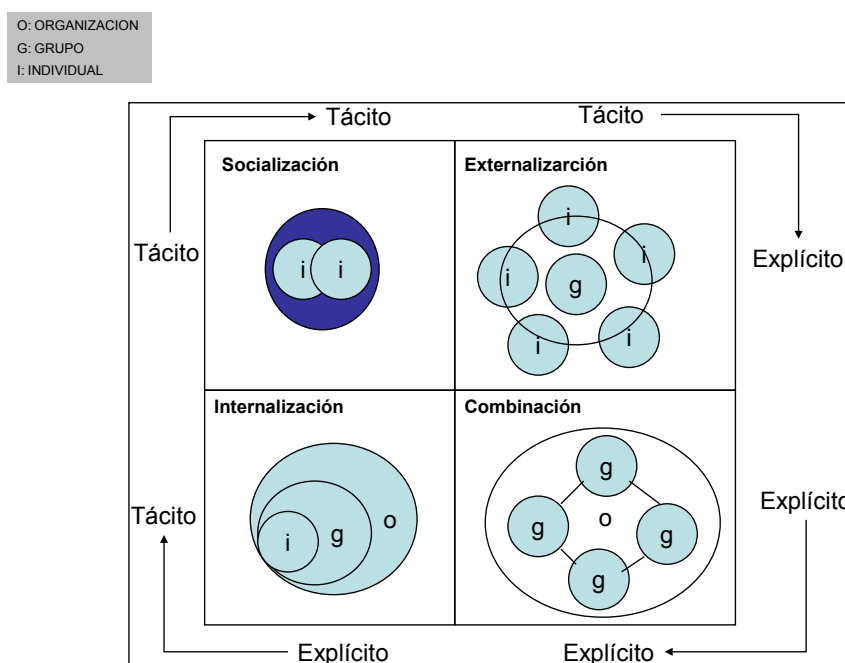 O: ORGANIZACION
G: GRUPO
I: INDIVIDUAL
Tácito
Tácito
Socialización
Externalizarción
i
i
i
i
i
g
i
i
Tácito
Explícito
Internalización
Combinación
g
o
i
g
g
o
g
g
Tácito
Explícito
Explícito
Explícito